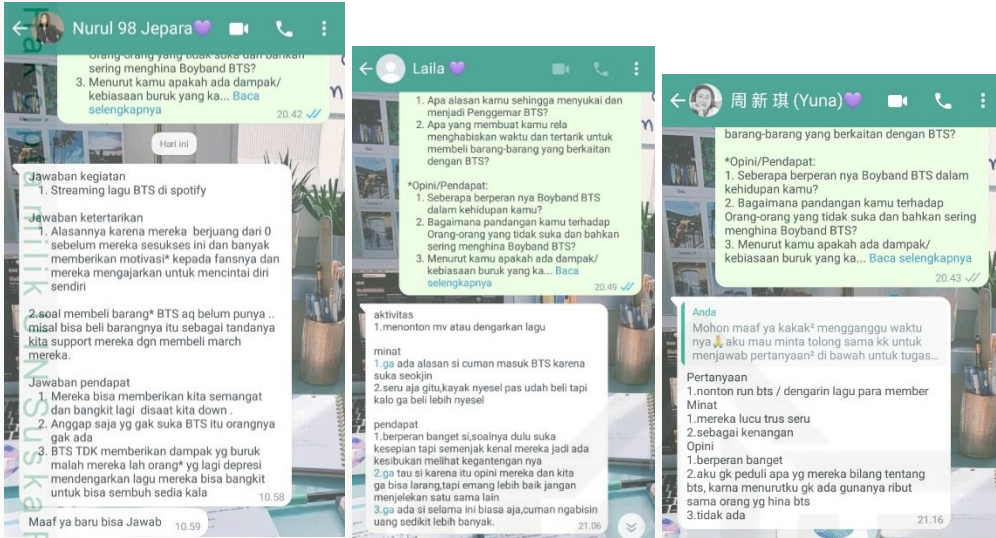 Nurul 98 Jepara💜
Orang-orang yang tidak suka dan bahkan
sering menghina Boyband BTS?
3. Menurut kamu apakah ada dampak/
kebiasaan buruk yang ka... Baca
selengkapnya
20.42
Hari ini
Jawaban kegiatan
1. Streaming lagu BTS di spotify
Jawaban ketertarikan
1. Alasannya karena mereka berjuang dari 0
sebelum mereka sesukses ini dan banyak
memberikan motivasi* kepada fansnya dan
mereka mengajarkan untuk mencintai diri
sendiri
2.soal membeli barang* BTS aq belum punya ..
misal bisa beli barangnya itu sebagai tandanya
kita support mereka dgn membeli march
mereka.
Jawaban pendapat
1. Mereka bisa memberikan kita semangat
dan bangkit lagi disaat kita down .
2. Anggap saja yg gak suka BTS itu orangnya
gak ada
3. BTS TDK memberikan dampak yg buruk
malah mereka lah orang* yg lagi depresi
mendengarkan lagu mereka bisa bangkit
untuk bisa sembuh sedia kala
10.58
Maaf ya baru bisa Jawab
10.59
Laila 💜
1. Apa alasan kamu sehingga menyukai dan
menjadi Penggemar BTS?
2. Apa yang membuat kamu rela
menghabiskan waktu dan tertarik untuk
membeli barang-barang yang berkaitan
dengan BTS?
*Opini/Pendapat:
1. Seberapa berperan nya Boyband BTS
dalam kehidupan kamu?
2. Bagaimana pandangan kamu terhadap
Orang-orang yang tidak suka dan bahkan
sering menghina Boyband BTS?
3. Menurut kamu apakah ada dampak/
kebiasaan buruk yang ka... Baca
selengkapnya
20.49
aktivitas
1.menonton mv atau dengarkan lagu
minat
1.ga ada alasan si cuman masuk BTS karena
suka seokjin
2.seru aja gitu,kayak nyesel pas udah beli tapi
kalo ga beli lebih nyesel
pendapat
1.berperan banget si,soalnya dulu suka
kesepian tapi semenjak kenal mereka jadi ada
kesibukan melihat kegantengan nya
2.ga tau si karena itu opini mereka dan kita
ga bisa larang,tapi emang lebih baik jangan
menjelekan satu sama lain
3.ga ada si selama ini biasa aja,cuman ngabisin
uang sedikit lebih banyak.
21.06
周 新 琪 (Yuna)💜
barang-barang yang berkaitan dengan BTS?
*Opini/Pendapat:
1. Seberapa berperan nya Boyband BTS dalam
kehidupan kamu?
2. Bagaimana pandangan kamu terhadap
Orang-orang yang tidak suka dan bahkan sering
menghina Boyband BTS?
3. Menurut kamu apakah ada dampak/
kebiasaan buruk yang ka... Baca selengkapnya
20.43
Anda
Mohon maaf ya kakak² mengganggu waktu
nya🙏aku mau minta tolong sama kk untuk
menjawab pertanyaan² di bawah untuk tugas...
Pertanyaan
1.nonton run bts / dengarin lagu para member
Minat
1.mereka lucu trus seru
2.sebagai kenangan
Opini
1.berperan banget
2.aku gk peduli apa yg mereka bilang tentang
bts, karna menurutku gk ada gunanya ribut
sama orang yg hina bts
3.tidak ada
21.16